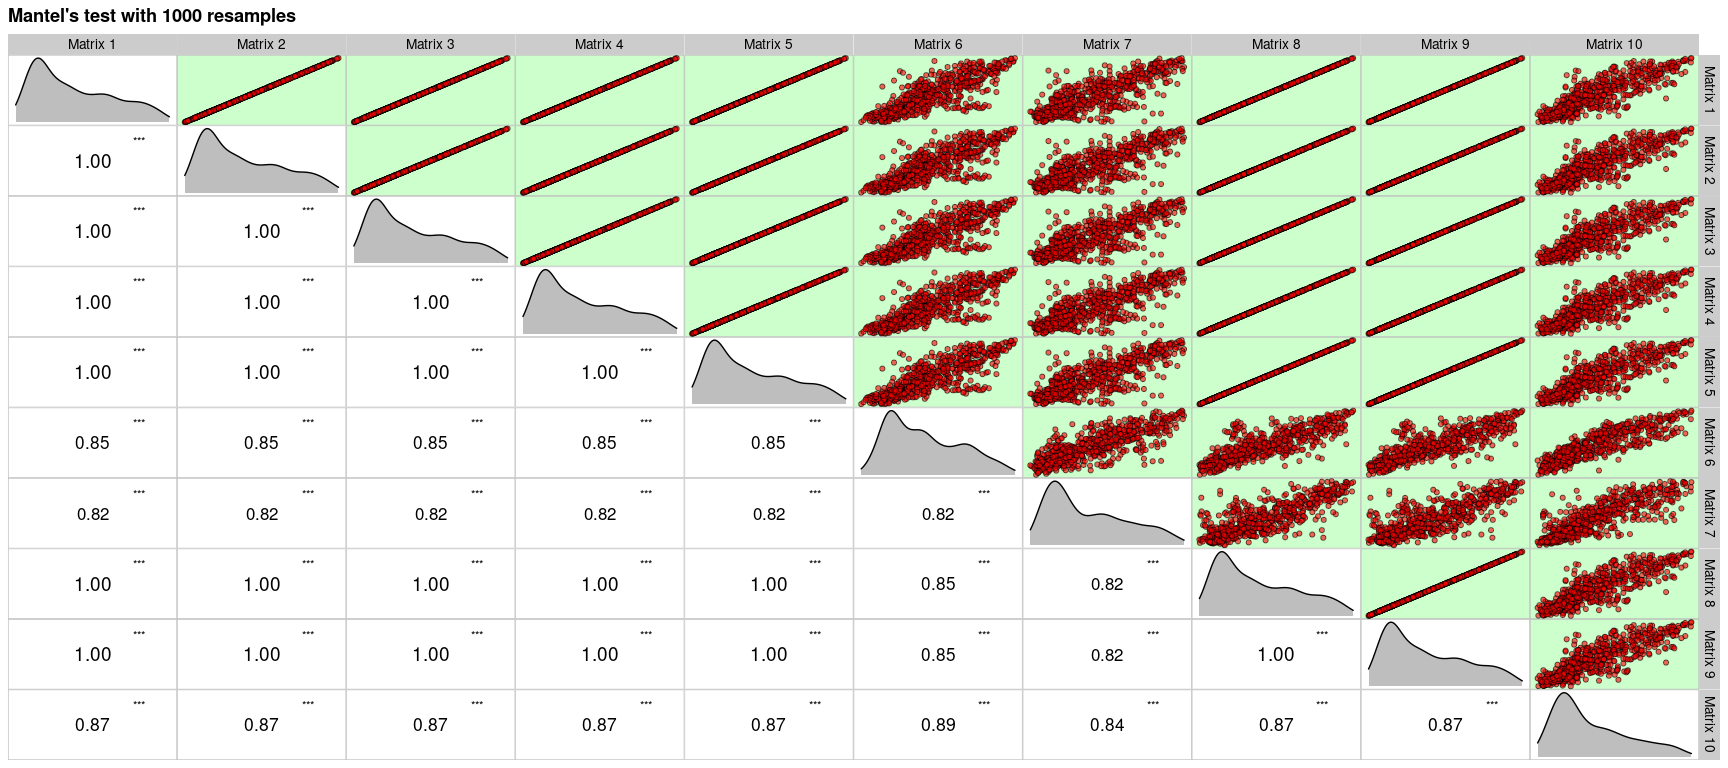 Mantel's test with 1000 resamples
Matrix 1 Matrix 2 Matrix 3 Matrix 4 Matrix 5 Matrix 6 Matrix 7 Matrix 8 Matrix 9 Matrix 10
Matrix 1
***
1.00
Matrix 2
*** ***
1.00 1.00
Matrix 3
*** *** ***
1.00 1.00 1.00
Matrix 4
*** *** *** ***
1.00 1.00 1.00 1.00
Matrix 5
*** *** *** *** ***
0.85 0.85 0.85 0.85 0.85
Matrix 6
*** *** *** *** *** ***
0.82 0.82 0.82 0.82 0.82 0.82
Matrix 7
*** *** *** *** *** *** ***
1.00 1.00 1.00 1.00 1.00 0.85 0.82
Matrix 8
*** *** *** *** *** *** *** ***
1.00 1.00 1.00 1.00 1.00 0.85 0.82 1.00
Matrix 9
*** *** *** *** *** *** *** *** ***
0.87 0.87 0.87 0.87 0.87 0.89 0.84 0.87 0.87
Matrix 10